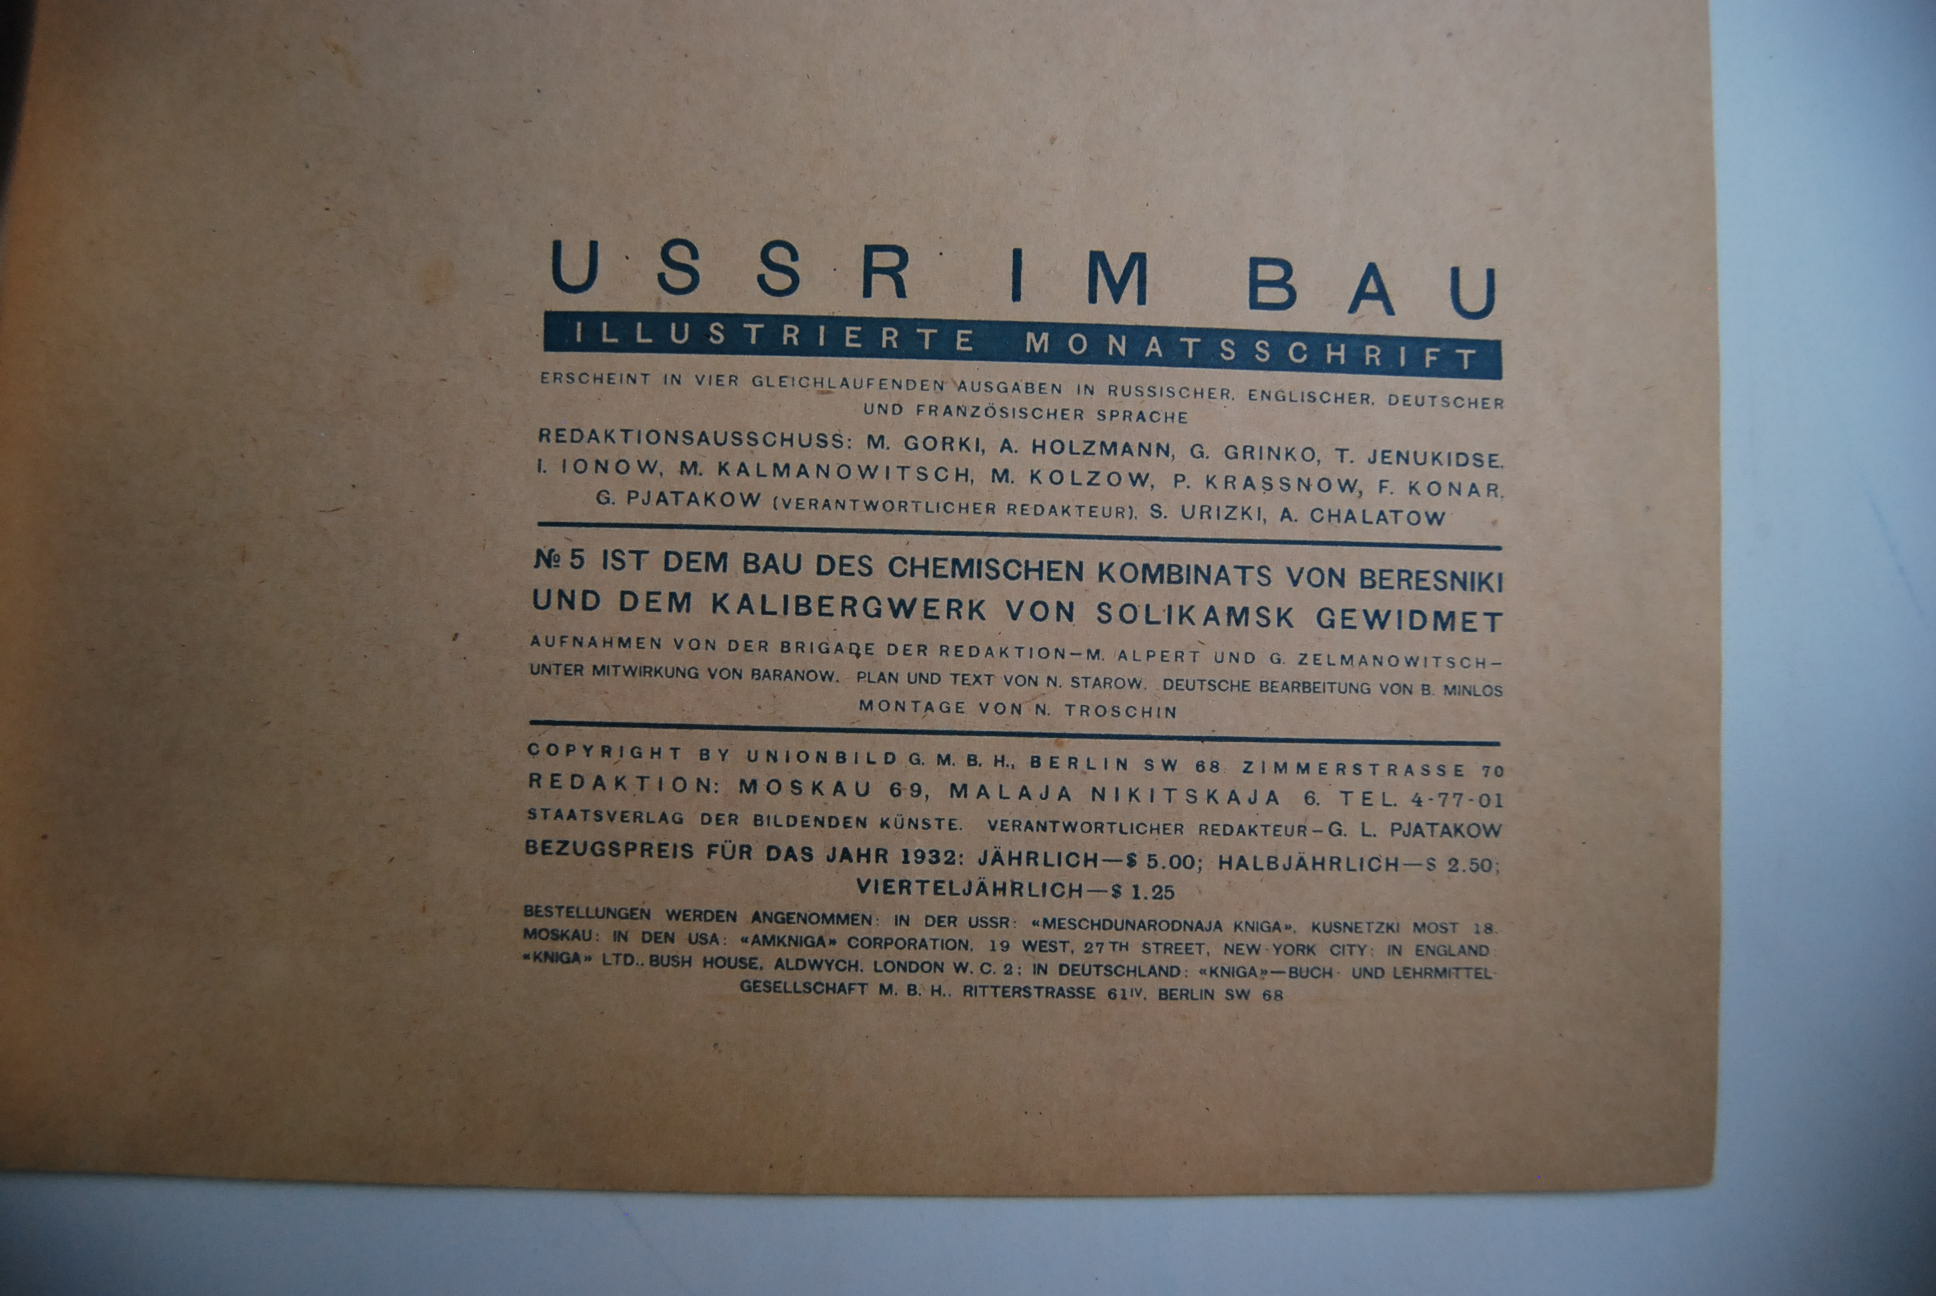 USSR IM BAU
ILLUSTRIERTE MONATSSCHRIFT
ERSCHEINT IN VIER GLEICHLAUFENDEN AUSGABEN IN RUSSISCHER, ENGLISCHER, DEUTSCHER
UND FRANZÖSISCHER SPRACHE
REDAKTIONSAUSSCHUSS: M. GORKI, A. HOLZMANN, G. GRINKO, T. JENUKIDSE,
I. IONOW, M. KALMANOWITSCH, M. KOLZOW, P. KRASSNOW, F. KONAR,
G. PJATAKOW (VERANTWORTLICHER REDAKTEUR), S. URIZKI, A. CHALATOW
№ 5 IST DEM BAU DES CHEMISCHEN KOMBINATS VON BERESNIKI
UND DEM KALIBERGWERK VON SOLIKAMSK GEWIDMET
AUFNAHMEN VON DER BRIGADE DER REDAKTION—M. ALPERT UND G. ZELMANOWITSCH—
UNTER MITWIRKUNG VON BARANOW. PLAN UND TEXT VON N. STAROW. DEUTSCHE BEARBEITUNG VON B. MINLOS
MONTAGE VON N. TROSCHIN
COPYRIGHT BY UNIONBILD G. M. B. H., BERLIN SW 68 ZIMMERSTRASSE 70
REDAKTION: MOSKAU 69, MALAJA NIKITSKAJA 6. TEL. 4-77-01
STAATSVERLAG DER BILDENDEN KÜNSTE. VERANTWORTLICHER REDAKTEUR—G. L. PJATAKOW
BEZUGSPREIS FÜR DAS JAHR 1932: JÄHRLICH—$ 5.00; HALBJÄHRLICH—$ 2.50;
VIERTELJÄHRLICH—$ 1.25
BESTELLUNGEN WERDEN ANGENOMMEN: IN DER USSR: «MESCHDUNARODNAJA KNIGA», KUSNETZKI MOST 18.
MOSKAU: IN DEN USA: «AMKNIGA» CORPORATION, 19 WEST, 27TH STREET, NEW-YORK CITY: IN ENGLAND:
«KNIGA» LTD., BUSH HOUSE, ALDWYCH, LONDON W. C. 2; IN DEUTSCHLAND: «KNIGA»—BUCH- UND LEHRMITTEL-
GESELLSCHAFT M. B. H., RITTERSTRASSE 61IV, BERLIN SW 68